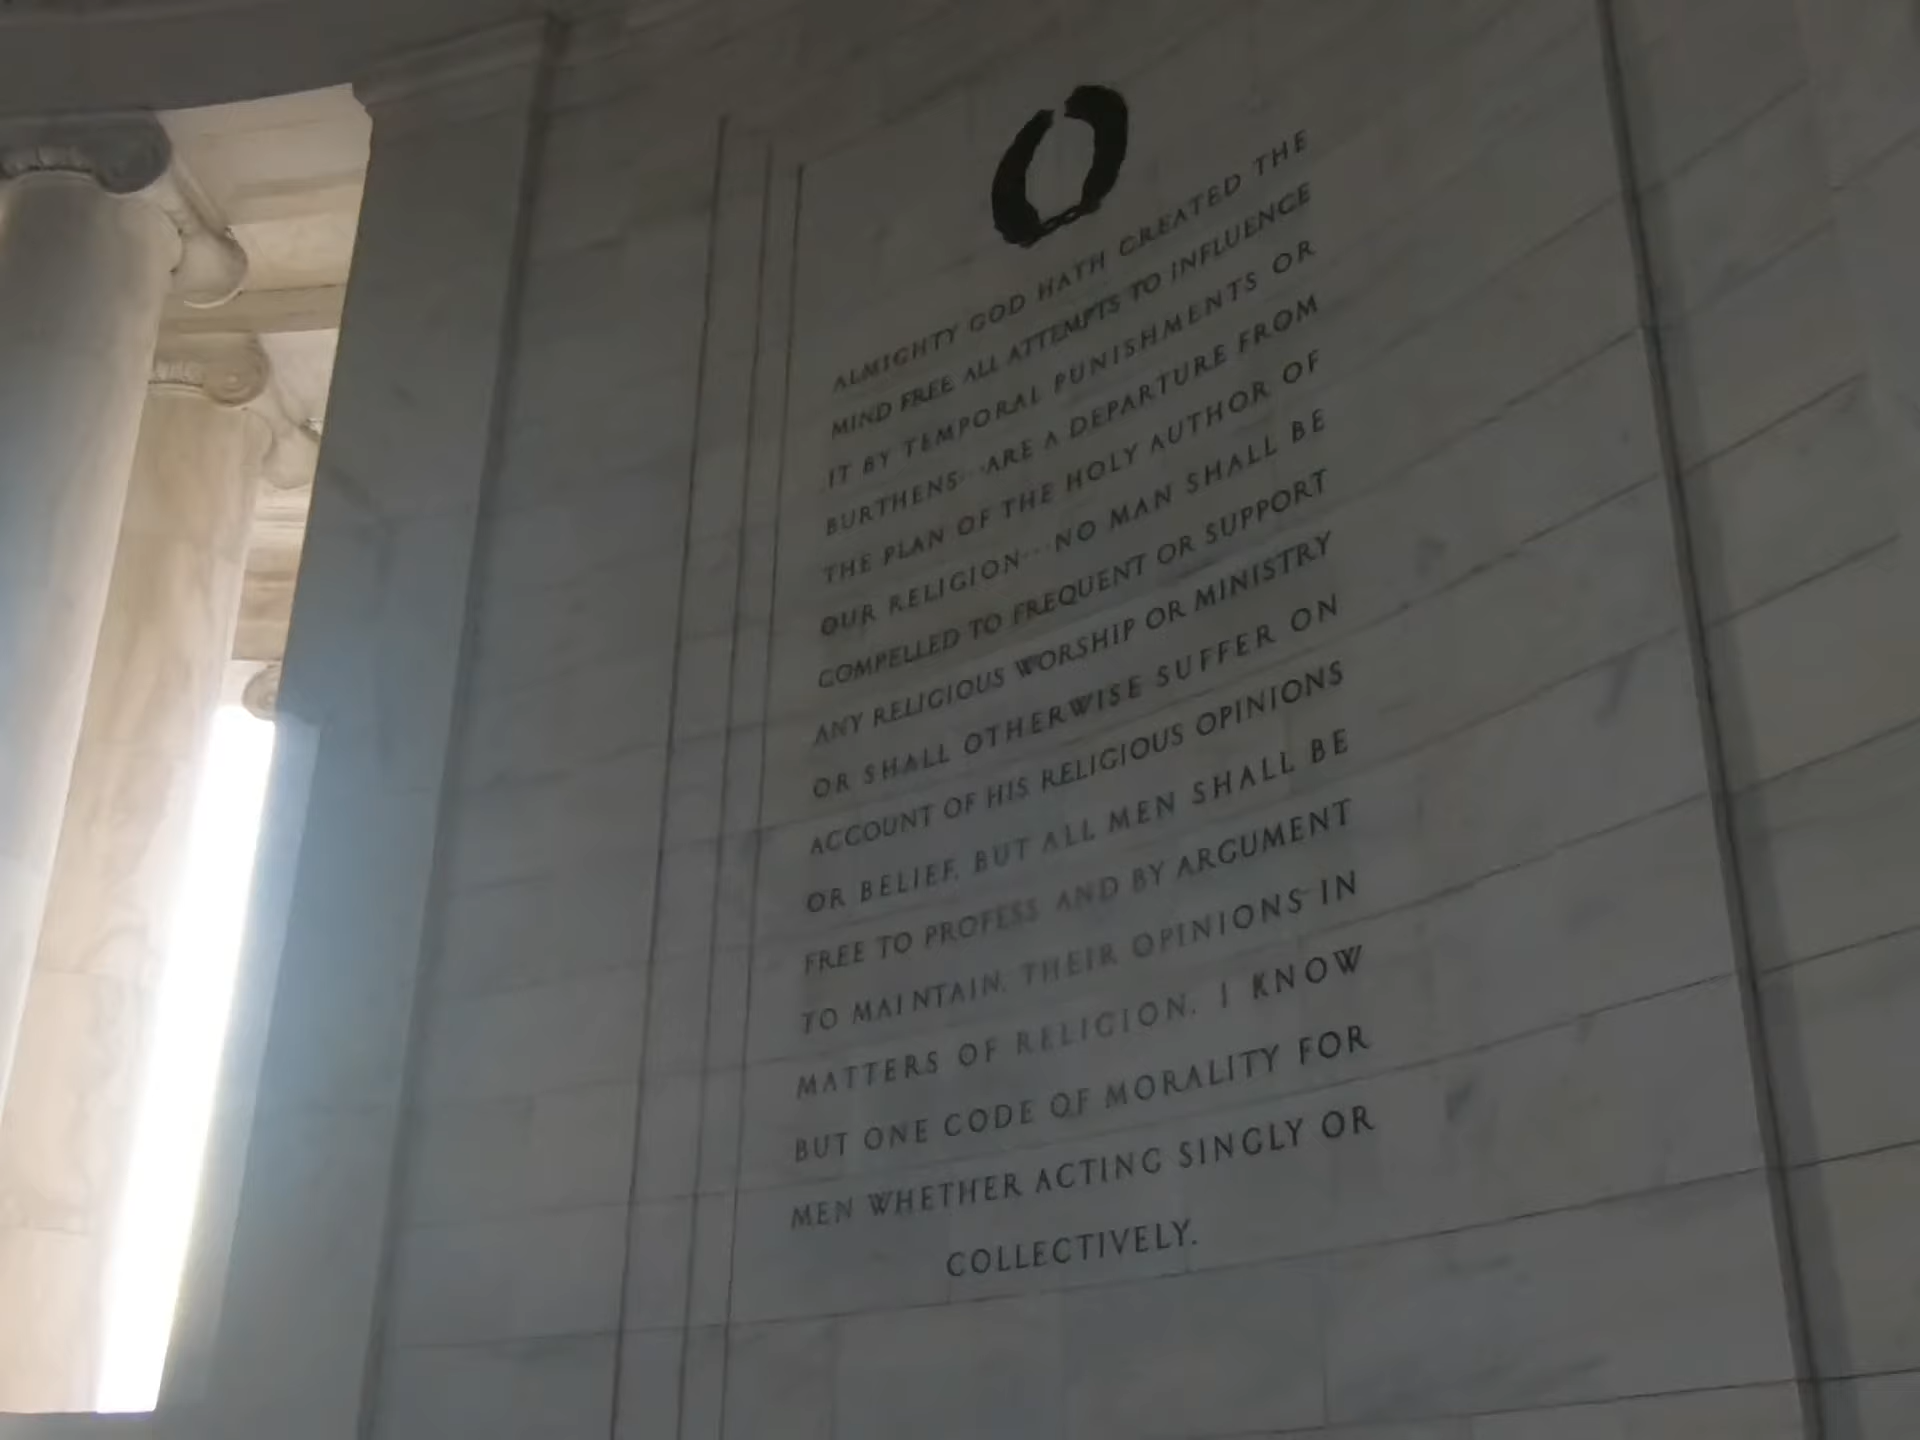 ALMIGHTY GOD HATH CREATED THE
MIND FREE ALL ATTEMPTS TO INFLUENCE
IT BY TEMPORAL PUNISHMENTS OR
BURTHENS···ARE A DEPARTURE FROM
THE PLAN OF THE HOLY AUTHOR OF
OUR RELIGION···NO MAN SHALL BE
COMPELLED TO FREQUENT OR SUPPORT
ANY RELIGIOUS WORSHIP OR MINISTRY
OR SHALL OTHERWISE SUFFER ON
ACCOUNT OF HIS RELIGIOUS OPINIONS
OR BELIEF, BUT ALL MEN SHALL BE
FREE TO PROFESS AND BY ARGUMENT
TO MAINTAIN, THEIR OPINIONS IN
MATTERS OF RELIGION. I KNOW
BUT ONE CODE OF MORALITY FOR
MEN WHETHER ACTING SINGLY OR
COLLECTIVELY.